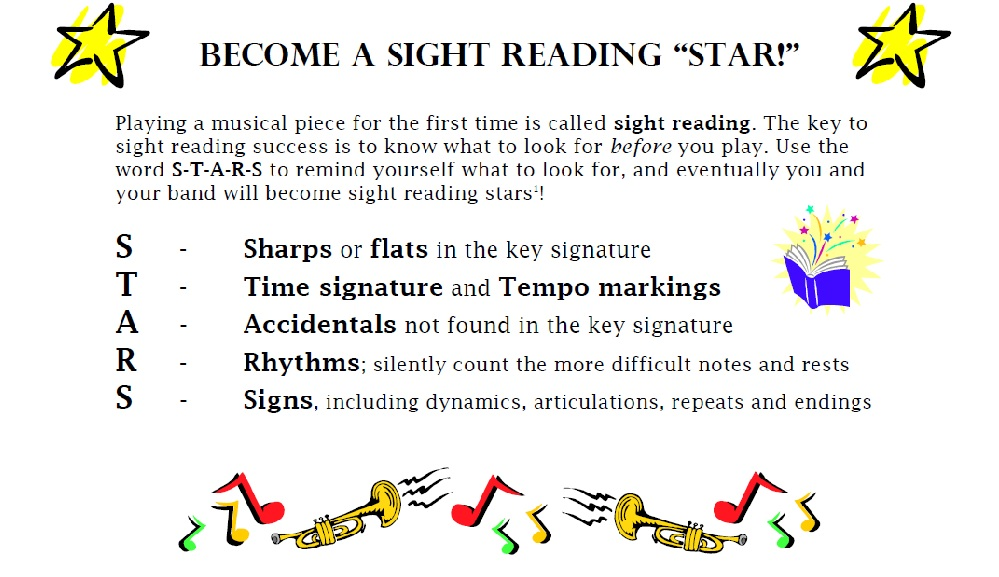 BECOME A SIGHT READING “STAR!”
Playing a musical piece for the first time is called sight reading. The key to
sight reading success is to know what to look for before you play. Use the
word S-T-A-R-S to remind yourself what to look for, and eventually you and
your band will become sight reading stars¹!
S - Sharps or flats in the key signature
T - Time signature and Tempo markings
A - Accidentals not found in the key signature
R - Rhythms; silently count the more difficult notes and rests
S - Signs, including dynamics, articulations, repeats and endings